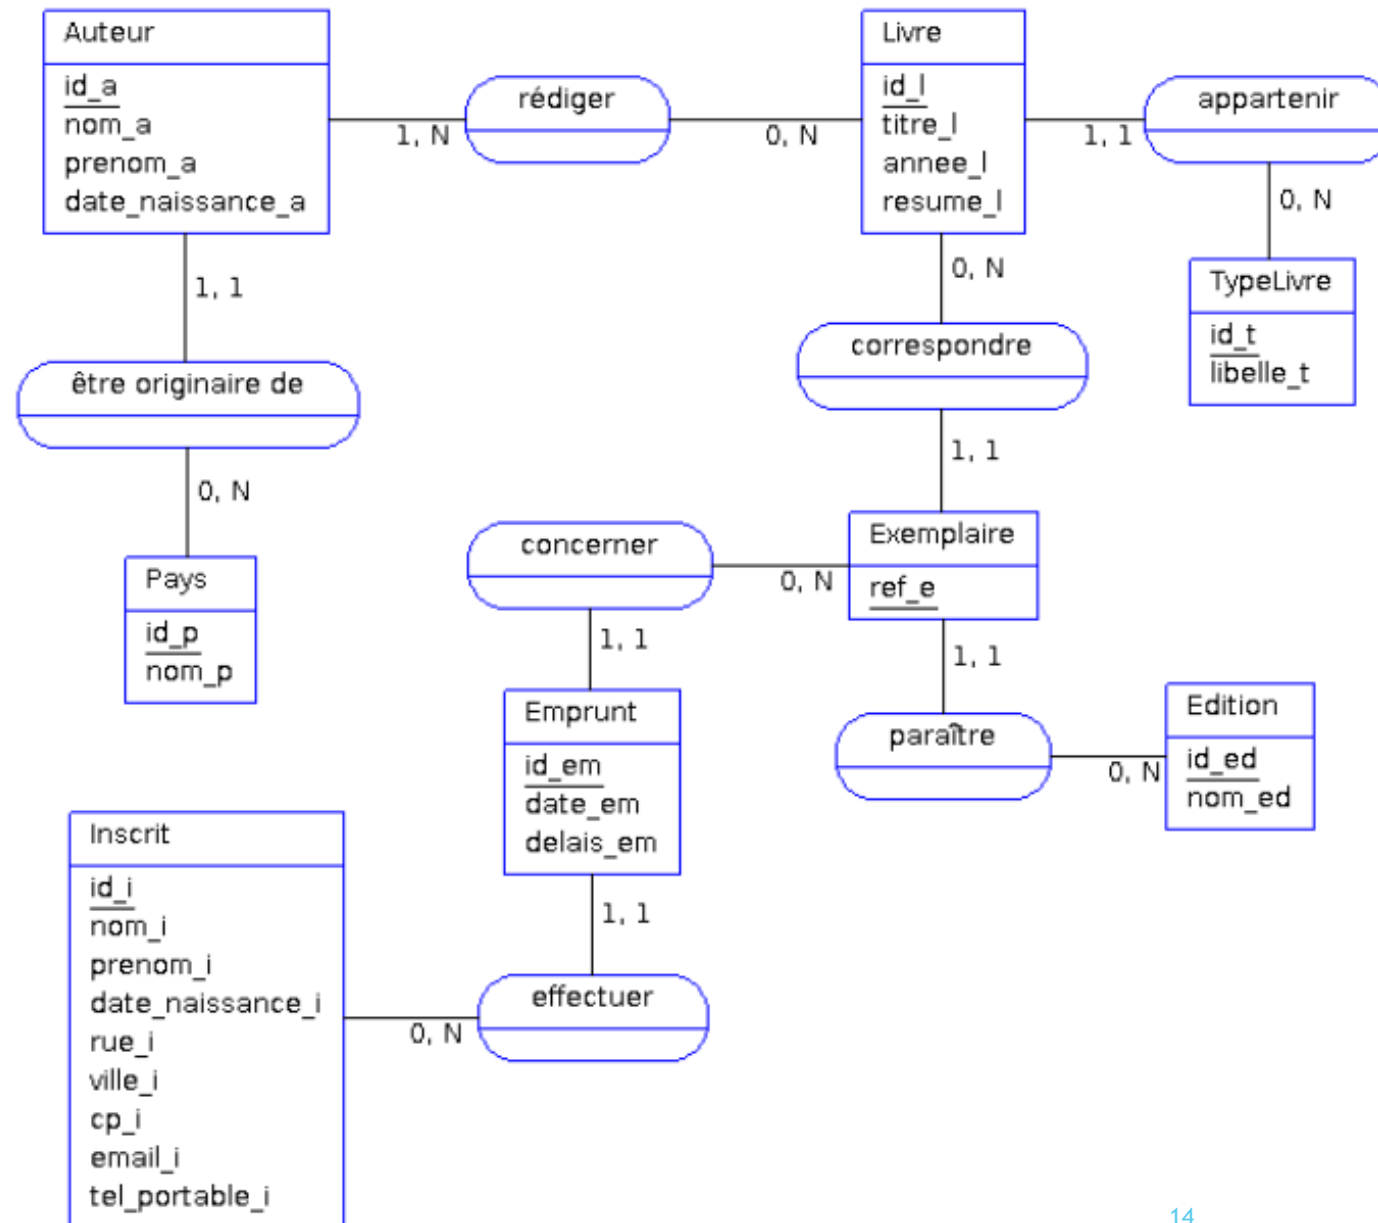 Auteur
id_a
nom_a
prenom_a
date_naissance_a
1, N
rédiger
0, N
Livre
id_l
titre_l
annee_l
resume_l
1, 1
appartenir
0, N
TypeLivre
id_t
libelle_t
1, 1
être originaire de
0, N
Pays
id_p
nom_p
0, N
correspondre
1, 1
Exemplaire
ref_e
concerner
0, N
1, 1
Emprunt
id_em
date_em
delais_em
1, 1
paraître
0, N
Edition
id_ed
nom_ed
1, 1
effectuer
0, N
Inscrit
id_i
nom_i
prenom_i
date_naissance_i
rue_i
ville_i
cp_i
email_i
tel_portable_i
14